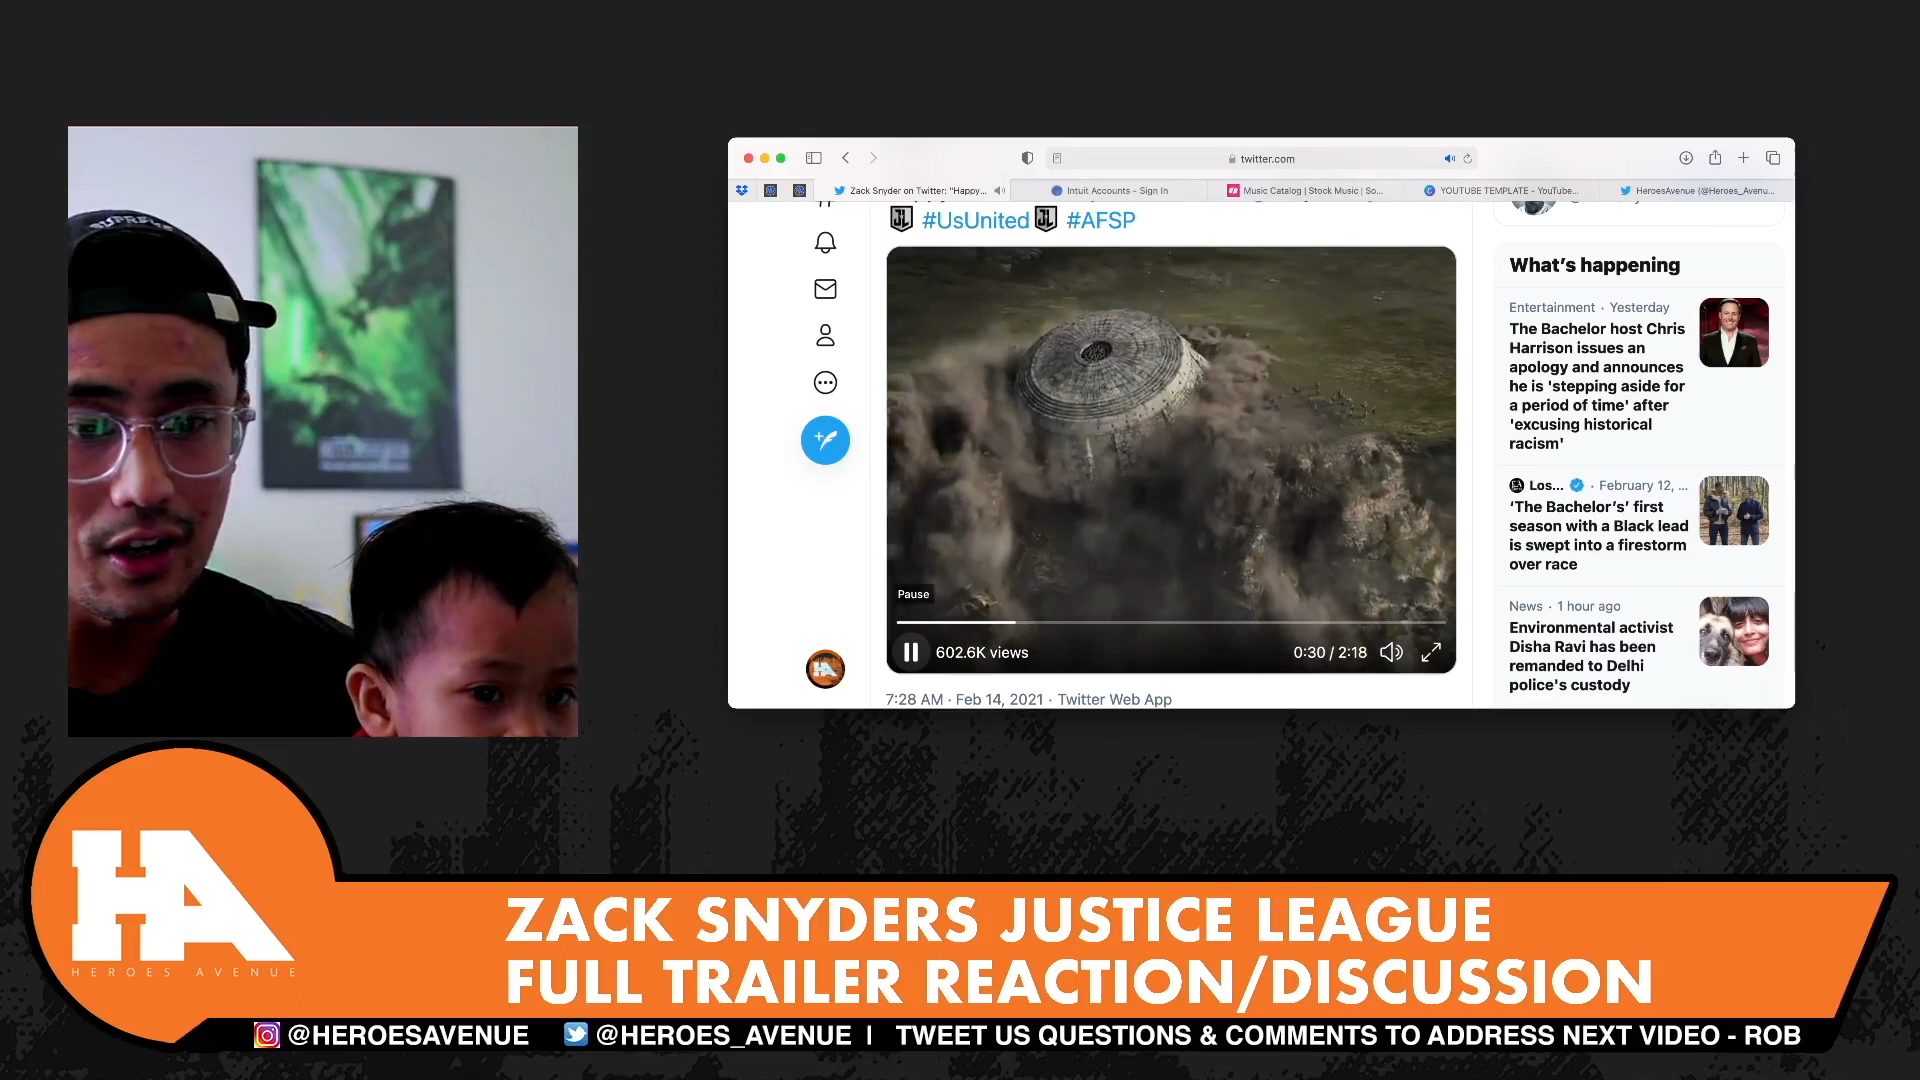 SUPREME
twitter.com
Zack Snyder on Twitter: "Happy...
Intuit Accounts - Sign In
Music Catalog | Stock Music | So...
YOUTUBE TEMPLATE - YouTube...
HeroesAvenue (@Heroes_Avenu...
#UsUnited #AFSP
Pause
602.6K views
0:30 / 2:18
7:28 AM · Feb 14, 2021 · Twitter Web App
What's happening
Entertainment · Yesterday
The Bachelor host Chris
Harrison issues an
apology and announces
he is 'stepping aside for
a period of time' after
'excusing historical
racism'
Los... · February 12, ...
'The Bachelor's' first
season with a Black lead
is swept into a firestorm
over race
News · 1 hour ago
Environmental activist
Disha Ravi has been
remanded to Delhi
police's custody
HA
HEROES AVENUE
ZACK SNYDERS JUSTICE LEAGUE
FULL TRAILER REACTION/DISCUSSION
@HEROESAVENUE @HEROES_AVENUE | TWEET US QUESTIONS & COMMENTS TO ADDRESS NEXT VIDEO - ROB